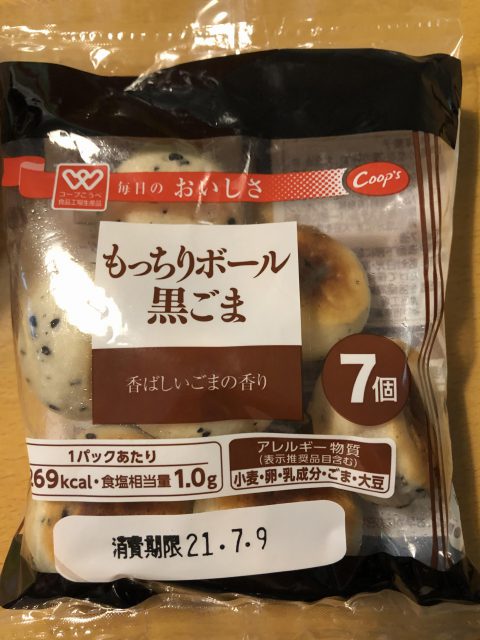 コープこうべ
食品工場生産品
毎日の おいしさ
Coop's
もっちりボール
黒ごま
香ばしいごまの香り
7個
1パックあたり
269kcal・食塩相当量1.0g
アレルギー物質
(表示推奨品目含む)
小麦・卵・乳成分・ごま・大豆
消費期限21.7.9